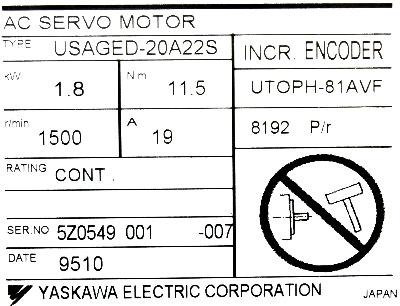 AC SERVO MOTOR
TYPE USAGED-20A22S
INCR. ENCODER
kW 1.8 N m 11.5
UTOPH-81AVF
r/min 1500 A 19
8192 P/r
RATING CONT.
SER.NO 5Z0549 001 -007
DATE 9510
YASKAWA ELECTRIC CORPORATION JAPAN